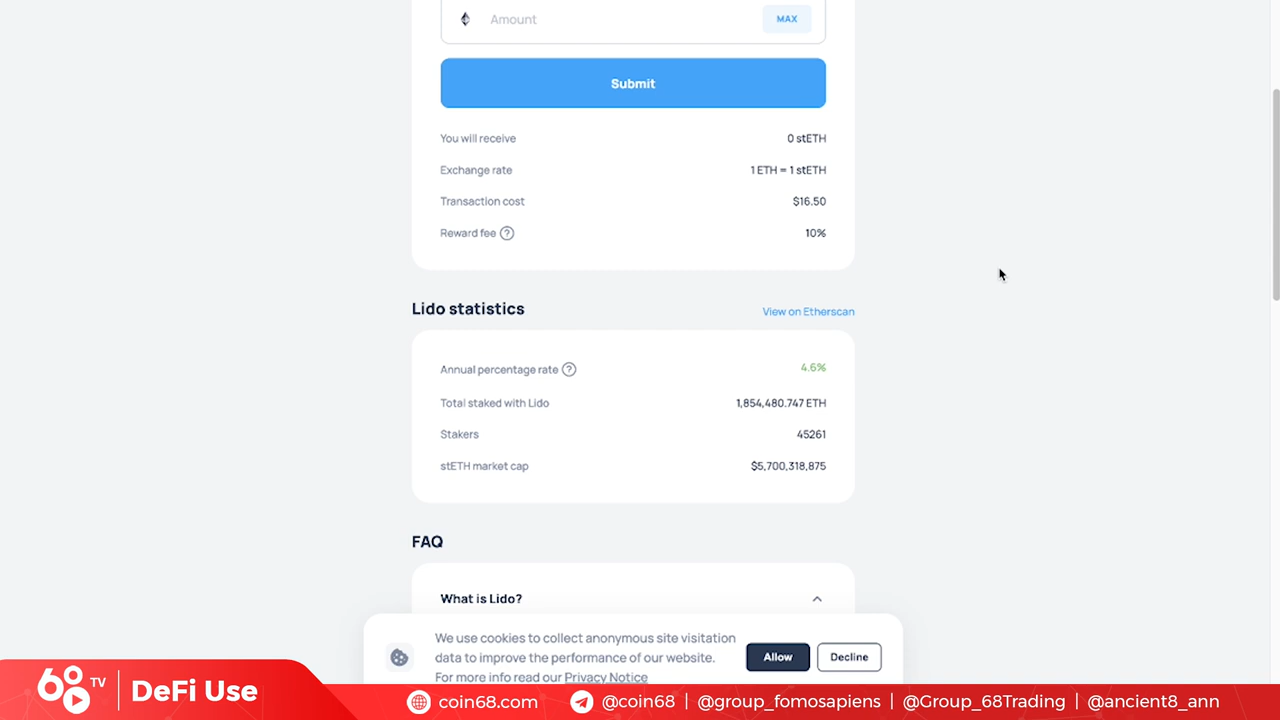 Amount
MAX
Submit
You will receive 0 stETH
Exchange rate 1 ETH = 1 stETH
Transaction cost $16.50
Reward fee ? 10%
Lido statistics View on Etherscan
Annual percentage rate ? 4.6%
Total staked with Lido 1,854,480.747 ETH
Stakers 45261
stETH market cap $5,700,318,875
FAQ
What is Lido?
We use cookies to collect anonymous site visitation
data to improve the performance of our website.
For more info read our Privacy Notice
Allow Decline
68 TV | DeFi Use
coin68.com @coin68 | @group_fomosapiens | @Group_68Trading | @ancient8_ann